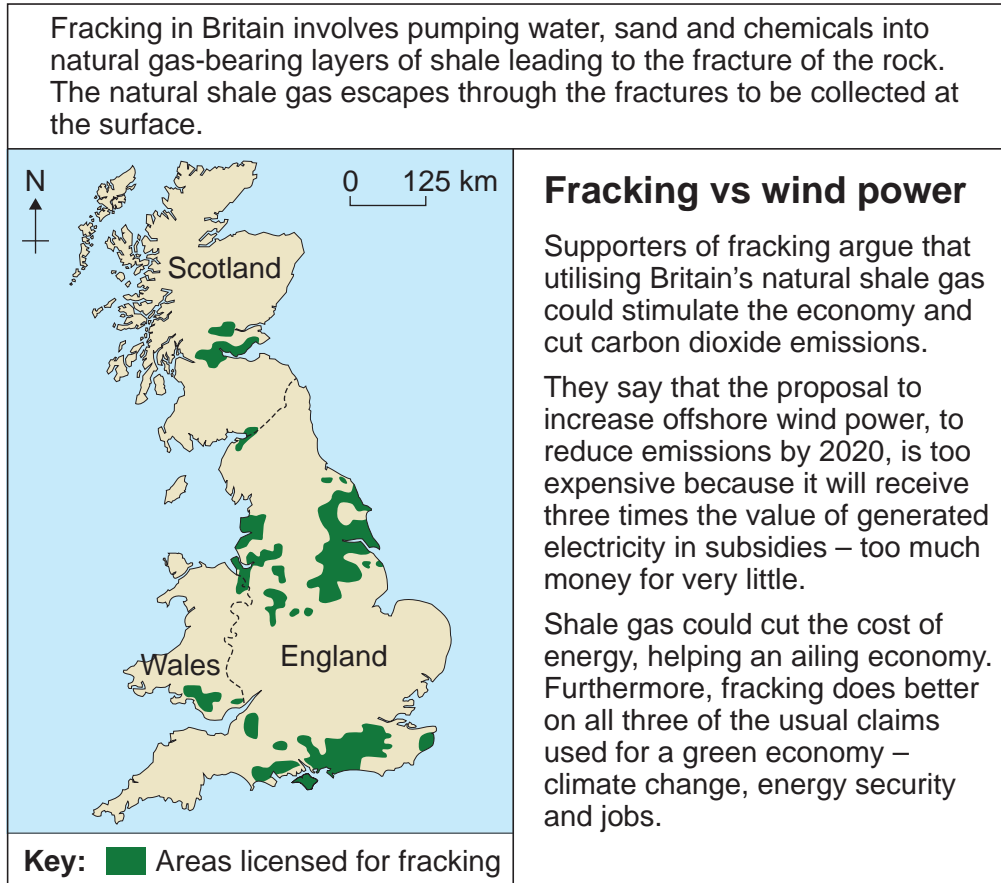 Fracking in Britain involves pumping water, sand and chemicals into
natural gas-bearing layers of shale leading to the fracture of the rock.
The natural shale gas escapes through the fractures to be collected at
the surface.
N
0 125 km
Scotland
Wales
England
Key: Areas licensed for fracking
Fracking vs wind power
Supporters of fracking argue that
utilising Britain’s natural shale gas
could stimulate the economy and
cut carbon dioxide emissions.
They say that the proposal to
increase offshore wind power, to
reduce emissions by 2020, is too
expensive because it will receive
three times the value of generated
electricity in subsidies – too much
money for very little.
Shale gas could cut the cost of
energy, helping an ailing economy.
Furthermore, fracking does better
on all three of the usual claims
used for a green economy –
climate change, energy security
and jobs.